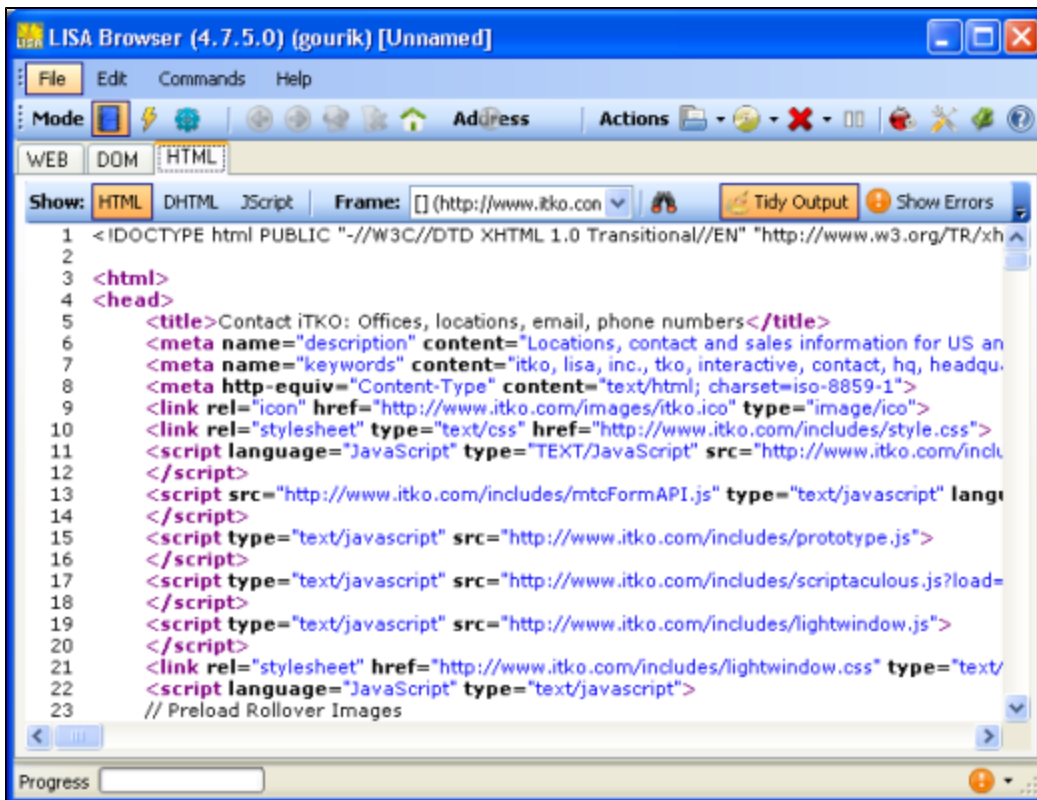 LISA Browser (4.7.5.0) (gourik) [Unnamed]
File Edit Commands Help
Mode Address Actions
WEB DOM HTML
Show: HTML DHTML JScript Frame: [] (http://www.itko.con Tidy Output Show Errors
1 <!DOCTYPE html PUBLIC "-//W3C//DTD XHTML 1.0 Transitional//EN" "http://www.w3.org/TR/xh
2
3 <html>
4 <head>
5 <title>Contact iTKO: Offices, locations, email, phone numbers</title>
6 <meta name="description" content="Locations, contact and sales information for US an
7 <meta name="keywords" content="itko, lisa, inc., tko, interactive, contact, hq, headqu
8 <meta http-equiv="Content-Type" content="text/html; charset=iso-8859-1">
9 <link rel="icon" href="http://www.itko.com/images/itko.ico" type="image/ico">
10 <link rel="stylesheet" type="text/css" href="http://www.itko.com/includes/style.css">
11 <script language="JavaScript" type="TEXT/JavaScript" src="http://www.itko.com/inclu
12 </script>
13 <script src="http://www.itko.com/includes/mtcFormAPI.js" type="text/javascript" langu
14 </script>
15 <script type="text/javascript" src="http://www.itko.com/includes/prototype.js">
16 </script>
17 <script type="text/javascript" src="http://www.itko.com/includes/scriptaculous.js?load=
18 </script>
19 <script type="text/javascript" src="http://www.itko.com/includes/lightwindow.js">
20 </script>
21 <link rel="stylesheet" href="http://www.itko.com/includes/lightwindow.css" type="text/
22 <script language="JavaScript" type="text/javascript">
23 // Preload Rollover Images
Progress